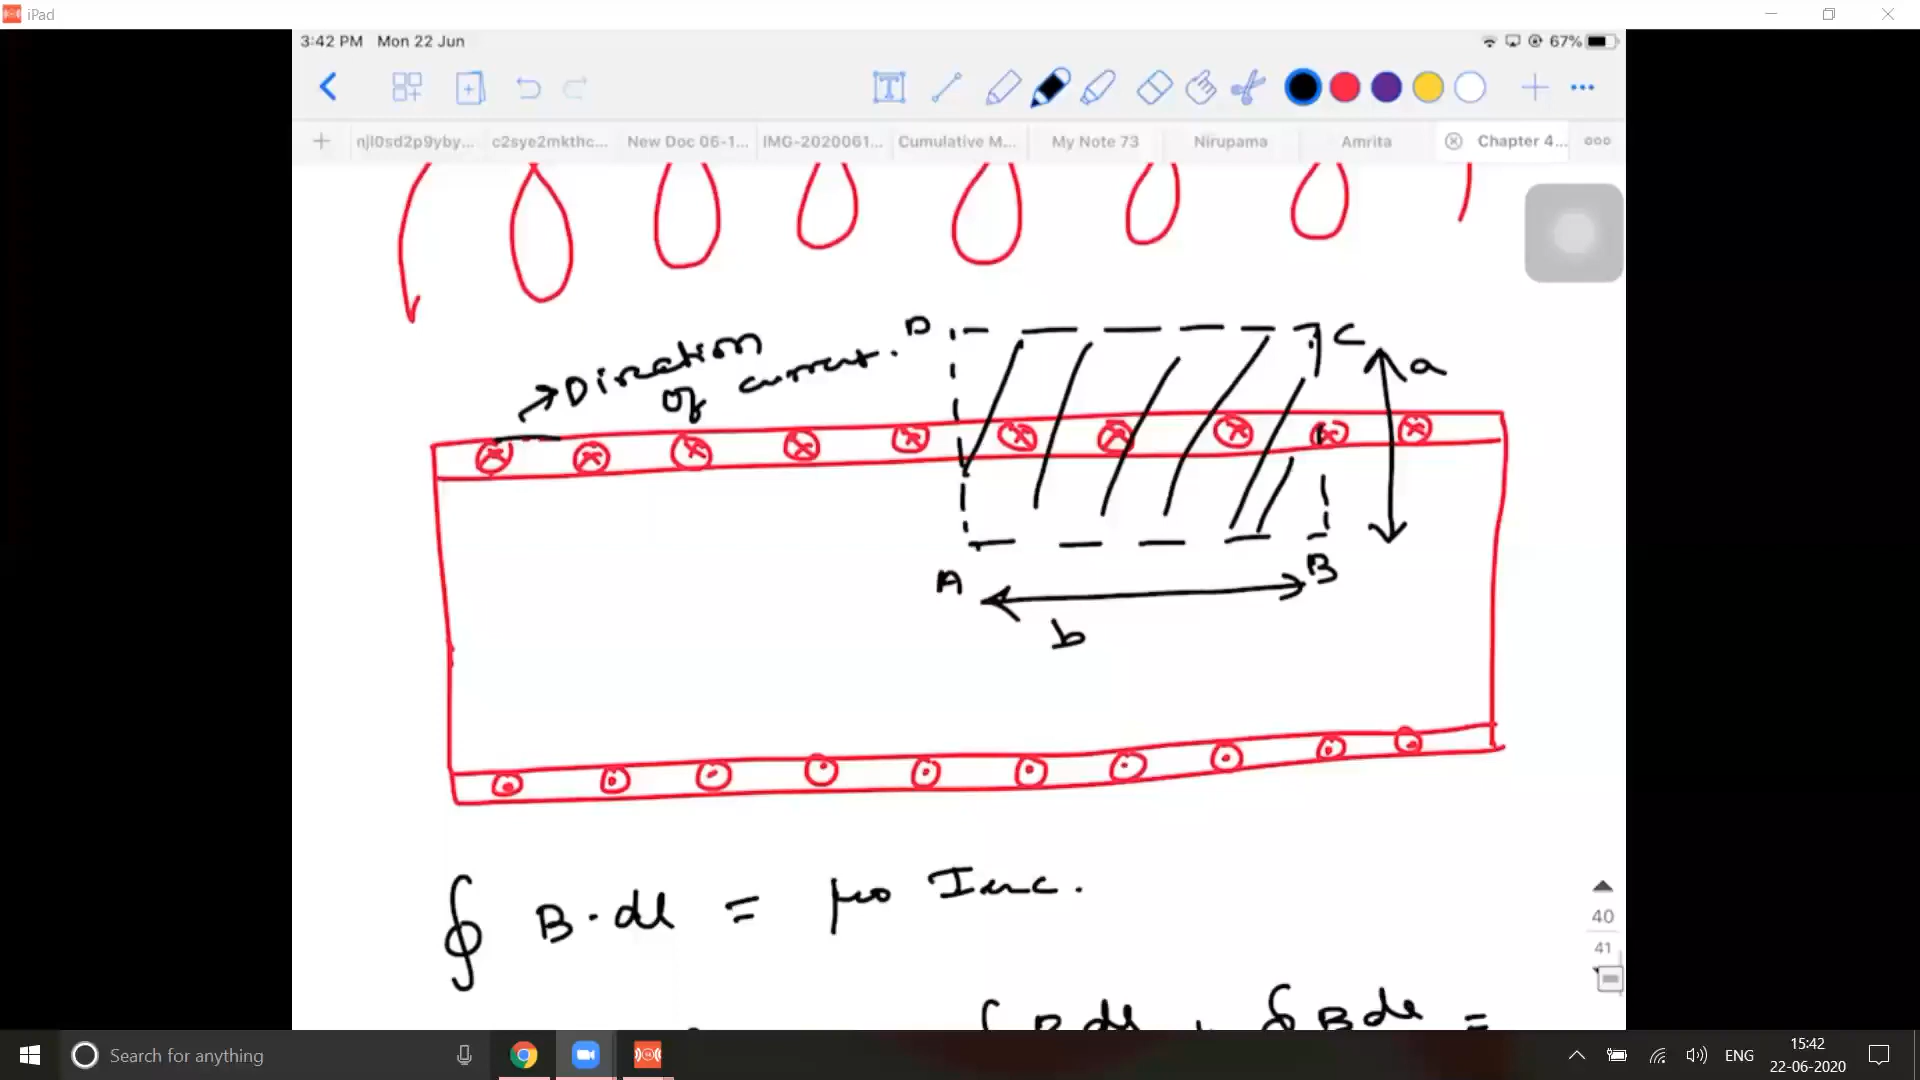 iPad
3:42 PM Mon 22 Jun
67%
njl0sd2p9yby... c2sye2mkthc... New Doc 06-1... IMG-2020061... Cumulative M... My Note 73 Nirupama Amrita Chapter 4...
D
C
a
Direction
of current.
A
B
b
∮ B·dl = μo Ienc.
40
41
B dl + ∮ B dl =
Search for anything
ENG
15:42
22-06-2020